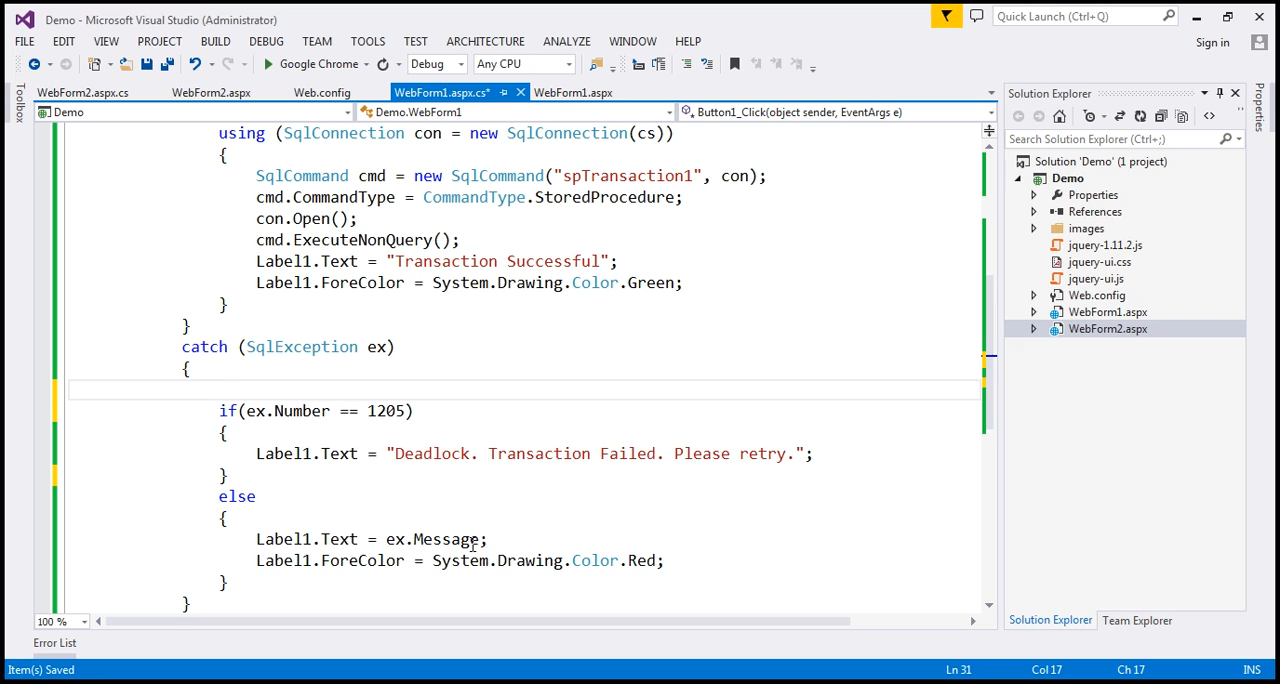 Demo - Microsoft Visual Studio (Administrator)
Quick Launch (Ctrl+Q)
FILE EDIT VIEW PROJECT BUILD DEBUG TEAM TOOLS TEST ARCHITECTURE ANALYZE WINDOW HELP
Sign in
Google Chrome Debug Any CPU
Toolbox
WebForm2.aspx.cs WebForm2.aspx Web.config WebForm1.aspx.cs* WebForm1.aspx
Demo Demo.WebForm1 Button1_Click(object sender, EventArgs e)
using (SqlConnection con = new SqlConnection(cs))
{
SqlCommand cmd = new SqlCommand("spTransaction1", con);
cmd.CommandType = CommandType.StoredProcedure;
con.Open();
cmd.ExecuteNonQuery();
Label1.Text = "Transaction Successful";
Label1.ForeColor = System.Drawing.Color.Green;
}
}
catch (SqlException ex)
{
if(ex.Number == 1205)
{
Label1.Text = "Deadlock. Transaction Failed. Please retry.";
}
else
{
Label1.Text = ex.Message;
Label1.ForeColor = System.Drawing.Color.Red;
}
}
100 %
Error List
Item(s) Saved Ln 31 Col 17 Ch 17 INS
Solution Explorer
Search Solution Explorer (Ctrl+;)
Solution 'Demo' (1 project)
Demo
Properties
References
images
jquery-1.11.2.js
jquery-ui.css
jquery-ui.js
Web.config
WebForm1.aspx
WebForm2.aspx
Solution Explorer Team Explorer
Properties